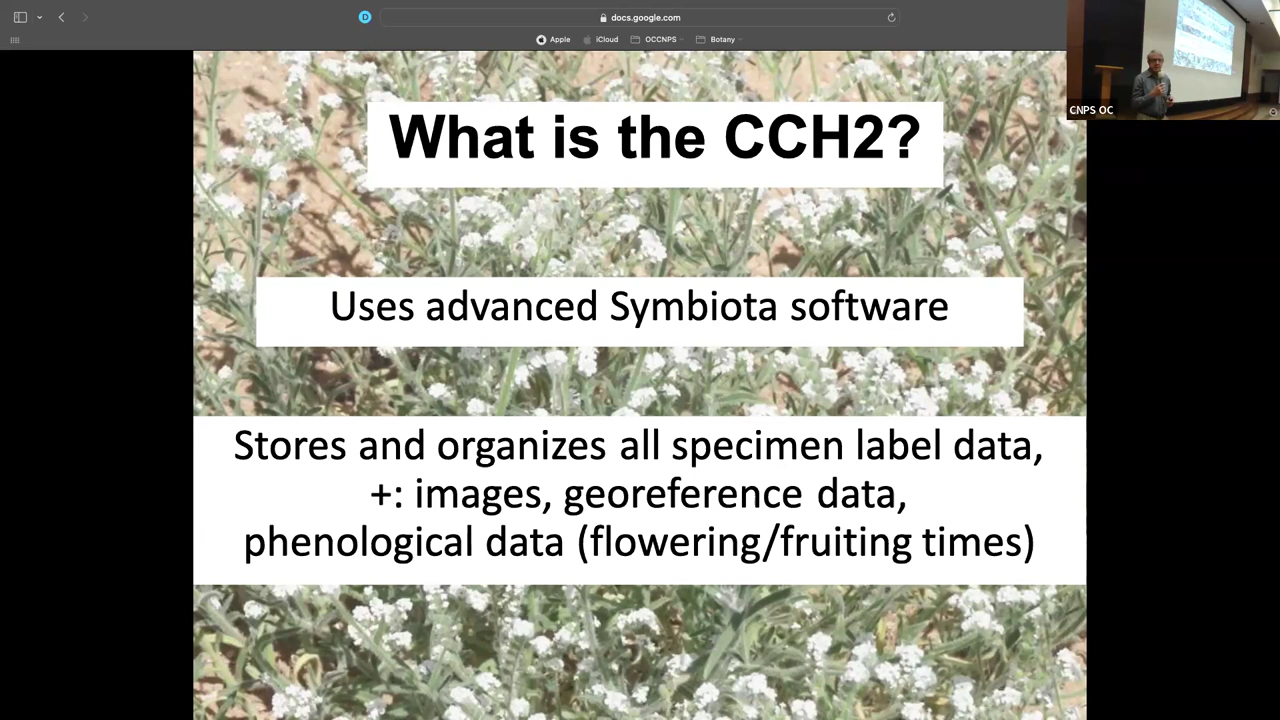 docs.google.com
Apple
iCloud
OCCNPS
Botany
CNPS OC
What is the CCH2?
Uses advanced Symbiota software
Stores and organizes all specimen label data,
+: images, georeference data,
phenological data (flowering/fruiting times)